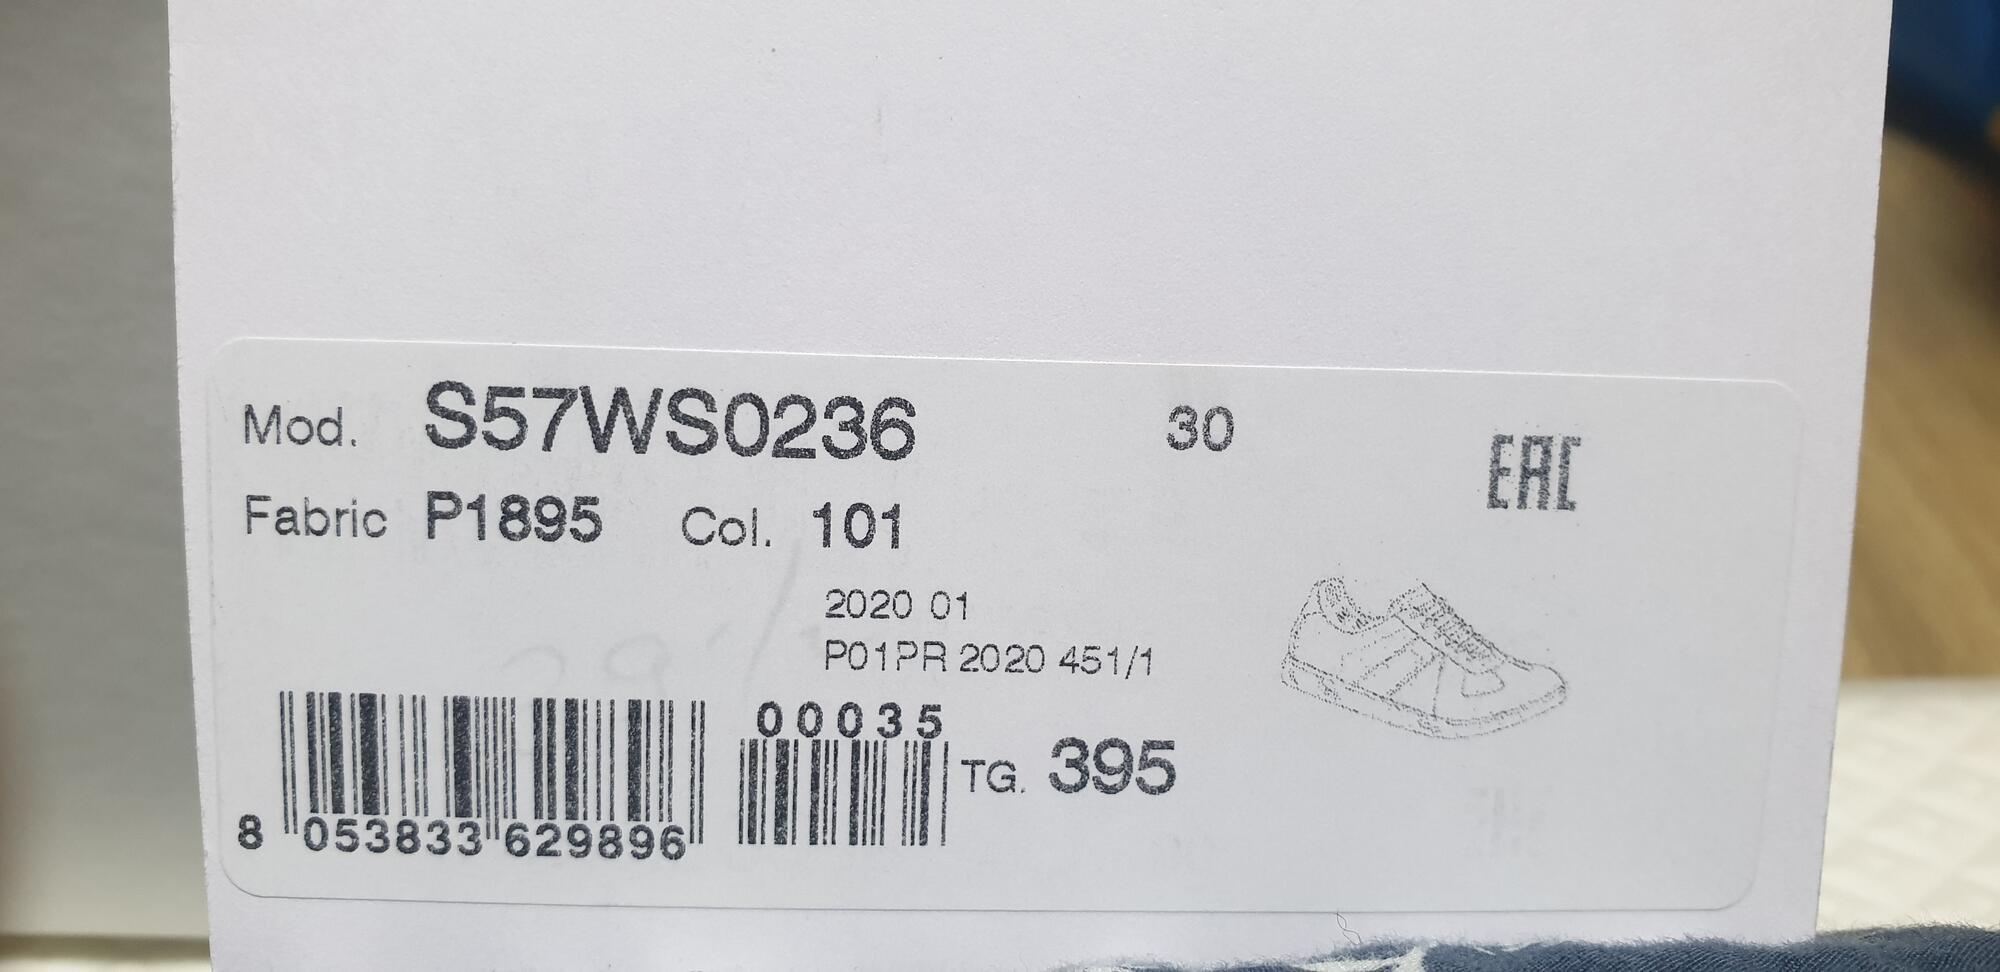 Mod. S57WS0236 30
EAC
Fabric P1895 Col. 101
2020 01
P01PR 2020 451/1
00035
TG. 395
8 053833 629896